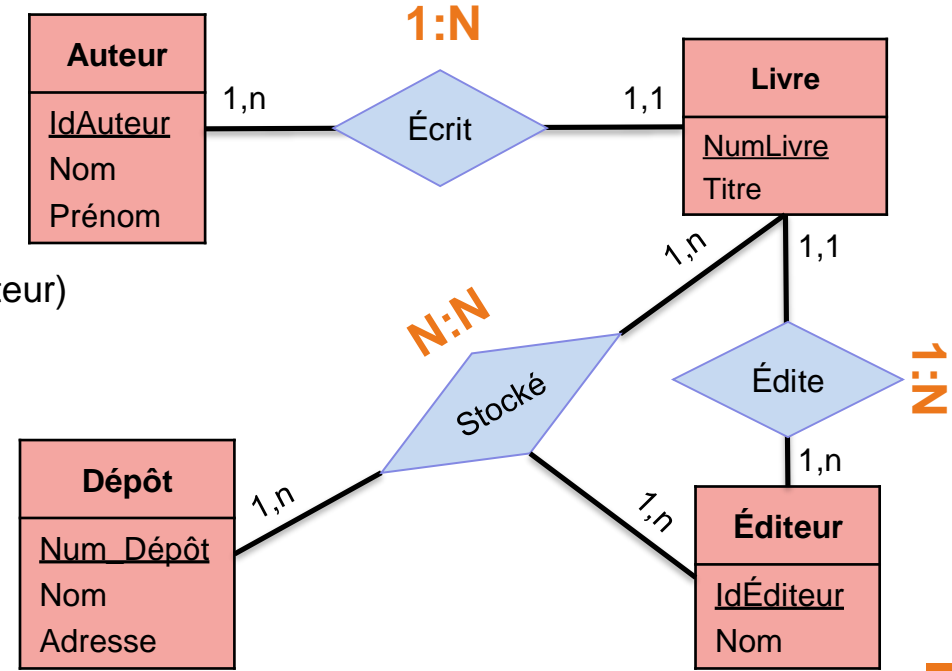 1:N
Auteur
IdAuteur
Nom
Prénom
1,n
Écrit
1,1
Livre
NumLivre
Titre
teur)
1,n
1,1
N:N
Stocké
Édite
1:N
Dépôt
Num_Dépôt
Nom
Adresse
1,n
1,n
1,n
Éditeur
IdÉditeur
Nom